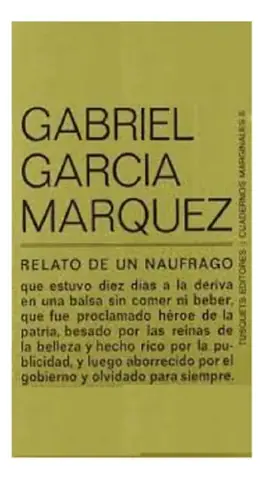 GABRIEL
GARCIA
MARQUEZ
RELATO DE UN NAUFRAGO
que estuvo diez días a la deriva
en una balsa sin comer ni beber,
que fue proclamado héroe de la
patria, besado por las reinas de
la belleza y hecho rico por la pu-
blicidad, y luego aborrecido por el
gobierno y olvidado para siempre.
TUSQUETS EDITORES | CUADERNOS MARGINALES 8